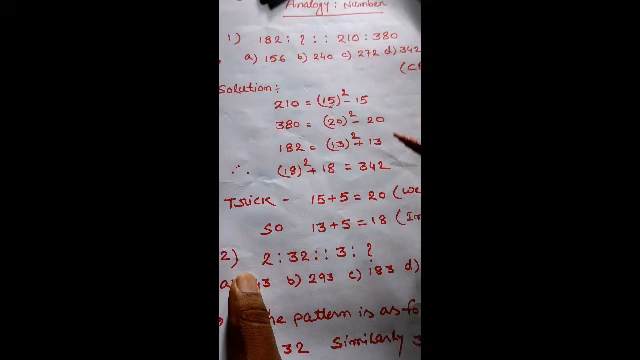 Analogy: Number
1) 182 : ? : : 210 : 380
a) 156 b) 240 c) 272 d) 342
Solution:
210 = (15)² - 15
380 = (20)² - 20
182 = (13)² + 13
∴ (18)² + 18 = 342
Trick - 15+5 = 20
SO 13+5 = 18
2) 2 : 32 : : 3 : ?
b) 293 c) 183 d)
The pattern is as
32 Similarly